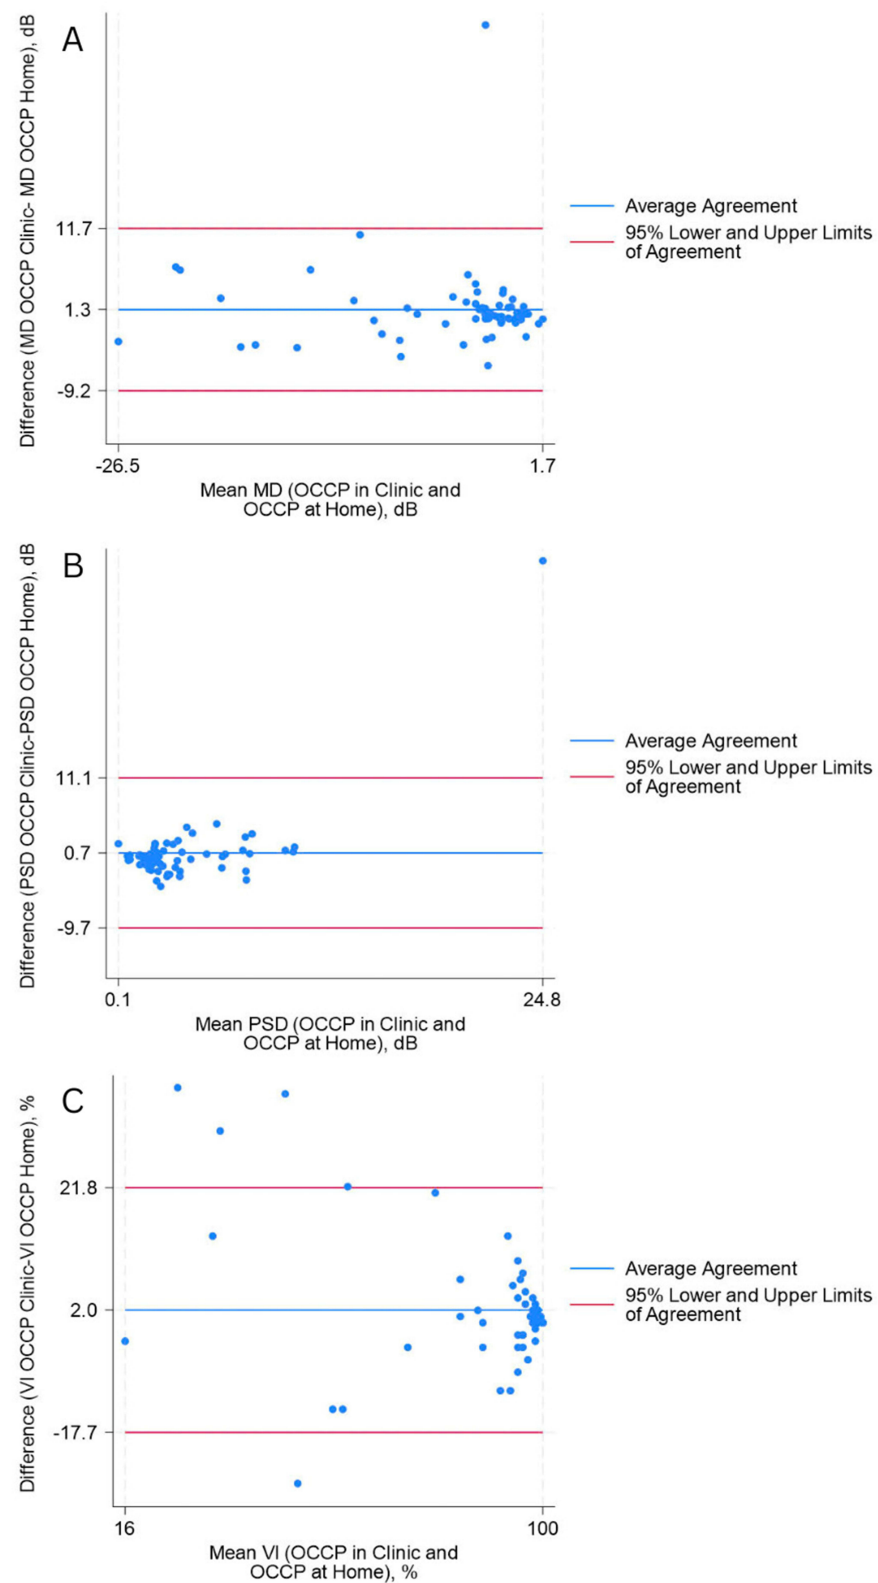 A
Difference (MD OCCP Clinic- MD OCCP Home), dB
11.7
1.3
-9.2
-26.5
1.7
Mean MD (OCCP in Clinic and
OCCP at Home), dB
Average Agreement
95% Lower and Upper Limits
of Agreement
B
Difference (PSD OCCP Clinic-PSD OCCP Home), dB
11.1
0.7
-9.7
0.1
24.8
Mean PSD (OCCP in Clinic and
OCCP at Home), dB
Average Agreement
95% Lower and Upper Limits
of Agreement
C
Difference (VI OCCP Clinic-VI OCCP Home), %
21.8
2.0
-17.7
16
100
Mean VI (OCCP in Clinic and
OCCP at Home), %
Average Agreement
95% Lower and Upper Limits
of Agreement